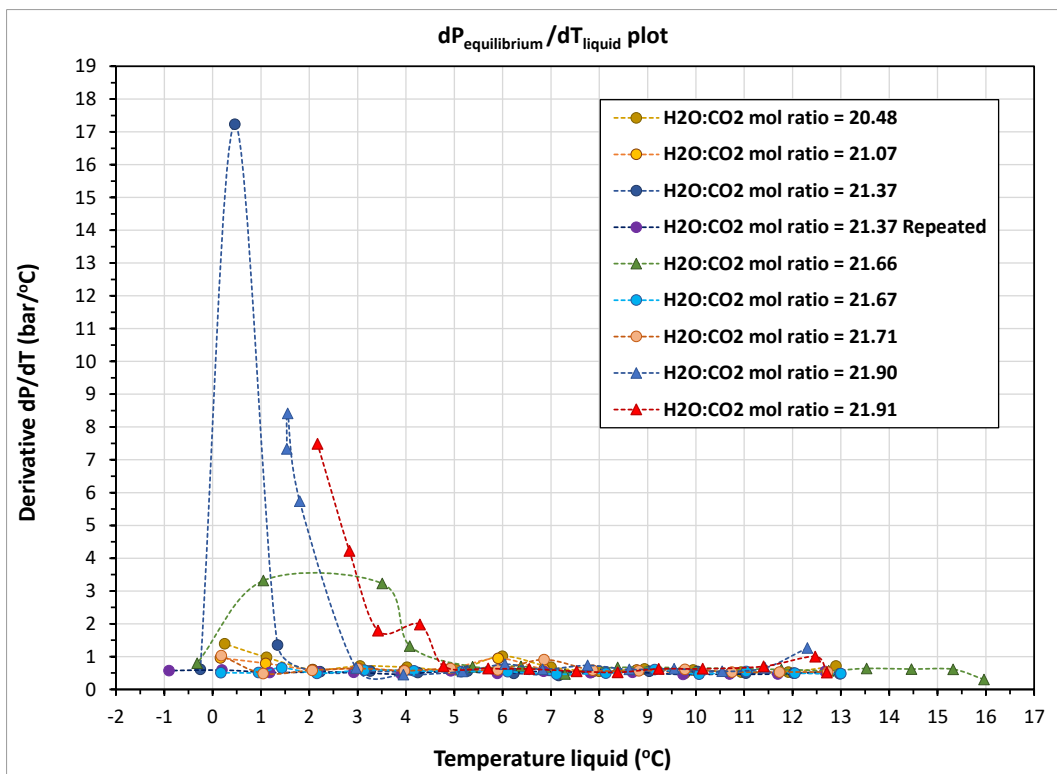 dPequilibrium/dTliquid plot
19
18
17
16
15
14
13
12
11
10
9
8
7
6
5
4
3
2
1
0
Derivative dP/dT (bar/oC)
H2O:CO2 mol ratio = 20.48
H2O:CO2 mol ratio = 21.07
H2O:CO2 mol ratio = 21.37
H2O:CO2 mol ratio = 21.37 Repeated
H2O:CO2 mol ratio = 21.66
H2O:CO2 mol ratio = 21.67
H2O:CO2 mol ratio = 21.71
H2O:CO2 mol ratio = 21.90
H2O:CO2 mol ratio = 21.91
-2 -1 0 1 2 3 4 5 6 7 8 9 10 11 12 13 14 15 16 17
Temperature liquid (oC)